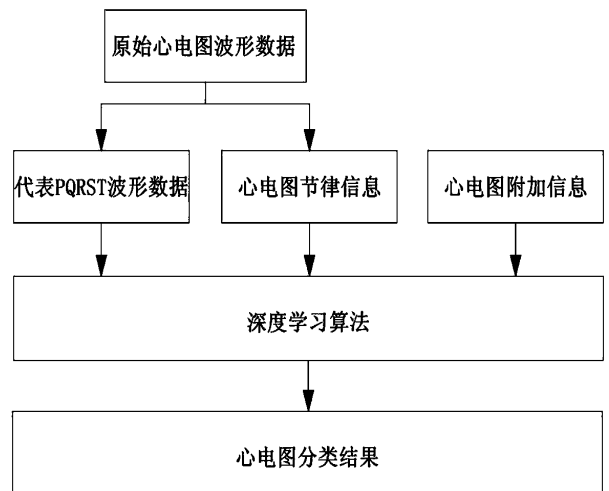 原始心电图波形数据
代表PQRST波形数据
心电图节律信息
心电图附加信息
深度学习算法
心电图分类结果